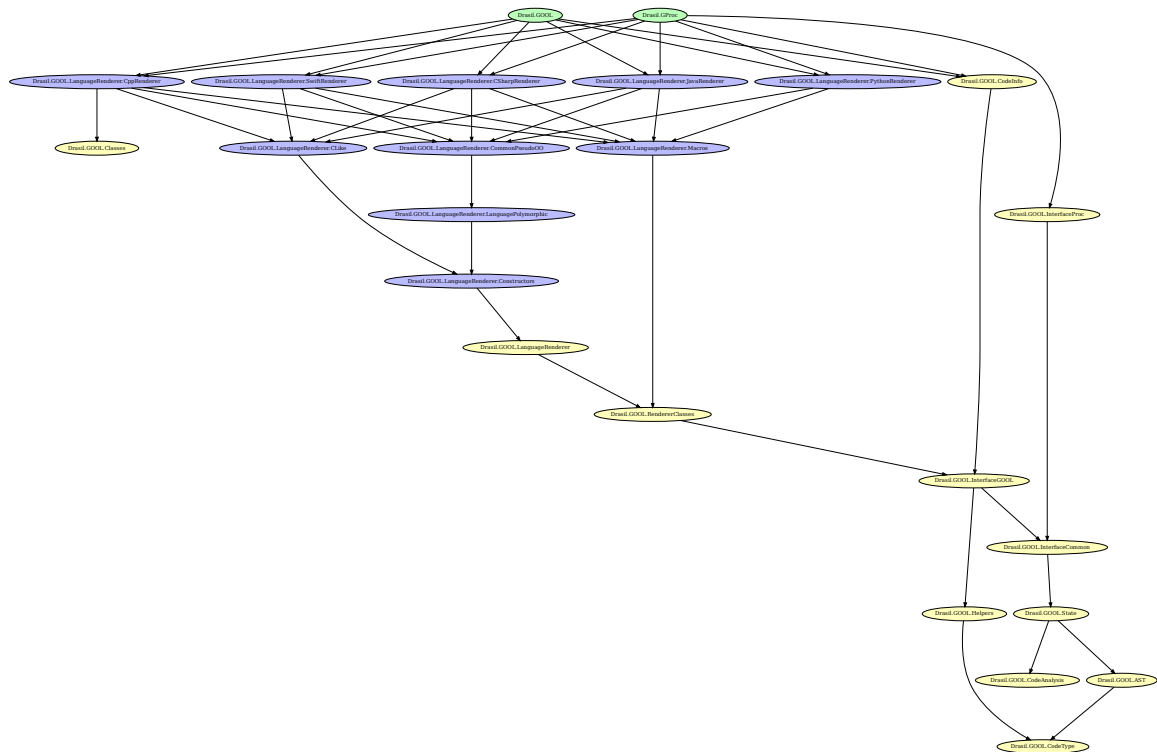 Drasil.GOOL
Drasil.GProc
Drasil.GOOL.LanguageRenderer.CppRenderer
Drasil.GOOL.LanguageRenderer.SwiftRenderer
Drasil.GOOL.LanguageRenderer.CSharpRenderer
Drasil.GOOL.LanguageRenderer.JavaRenderer
Drasil.GOOL.LanguageRenderer.PythonRenderer
Drasil.GOOL.CodeInfo
Drasil.GOOL.Classes
Drasil.GOOL.LanguageRenderer.CLike
Drasil.GOOL.LanguageRenderer.CommonPseudoOO
Drasil.GOOL.LanguageRenderer.Macros
Drasil.GOOL.LanguageRenderer.LanguagePolymorphic
Drasil.GOOL.InterfaceProc
Drasil.GOOL.LanguageRenderer.Constructors
Drasil.GOOL.LanguageRenderer
Drasil.GOOL.RendererClasses
Drasil.GOOL.InterfaceGOOL
Drasil.GOOL.InterfaceCommon
Drasil.GOOL.Helpers
Drasil.GOOL.State
Drasil.GOOL.CodeAnalysis
Drasil.GOOL.AST
Drasil.GOOL.CodeType